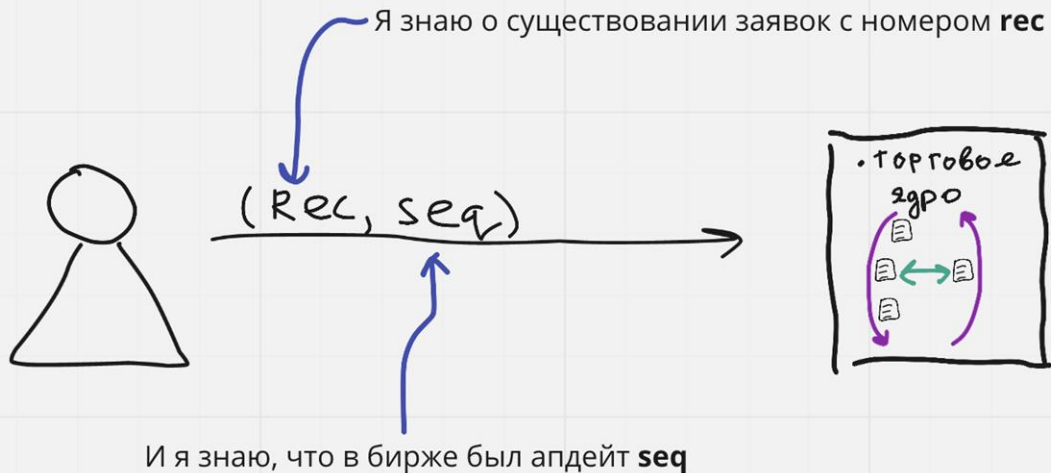 Я знаю о существовании заявок с номером rec
(Rec, seq)
• торговое
ядро
И я знаю, что в бирже был апдейт seq